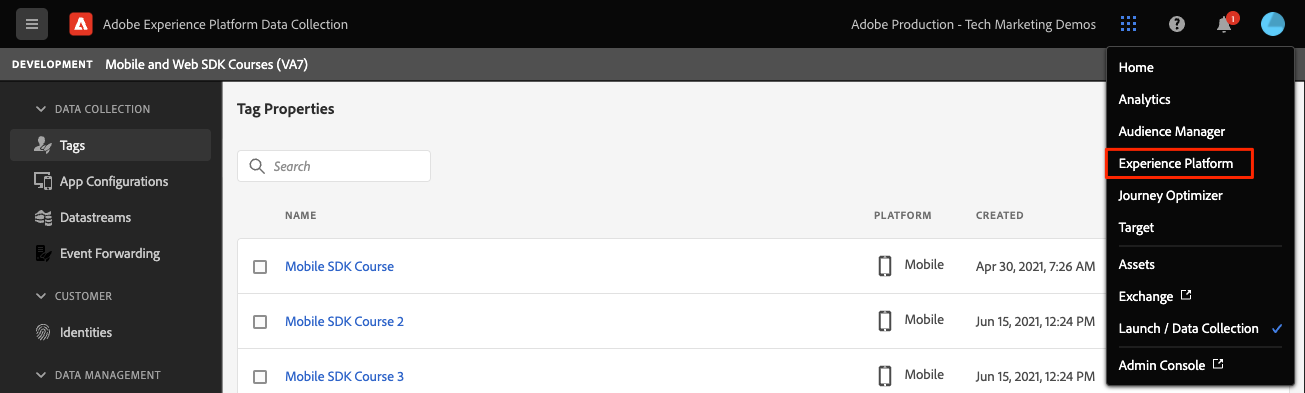 Adobe Experience Platform Data Collection
Adobe Production - Tech Marketing Demos
1
DEVELOPMENT Mobile and Web SDK Courses (VA7)
DATA COLLECTION
Tags
App Configurations
Datastreams
Event Forwarding
CUSTOMER
Identities
DATA MANAGEMENT
Tag Properties
Search
NAME PLATFORM CREATED
Mobile SDK Course Mobile Apr 30, 2021, 7:26 AM
Mobile SDK Course 2 Mobile Jun 15, 2021, 12:24 PM
Mobile SDK Course 3 Mobile Jun 15, 2021, 12:24 PM
Home
Analytics
Audience Manager
Experience Platform
Journey Optimizer
Target
Assets
Exchange
Launch / Data Collection
Admin Console